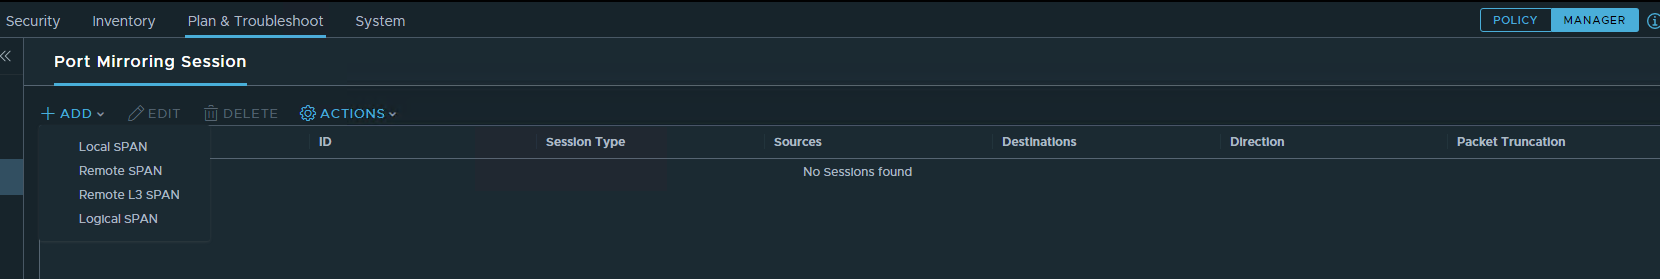 Security Inventory Plan & Troubleshoot System POLICY MANAGER
Port Mirroring Session
ADD EDIT DELETE ACTIONS
ID Session Type Sources Destinations Direction Packet Truncation
Local SPAN
Remote SPAN
Remote L3 SPAN
Logical SPAN
No Sessions found